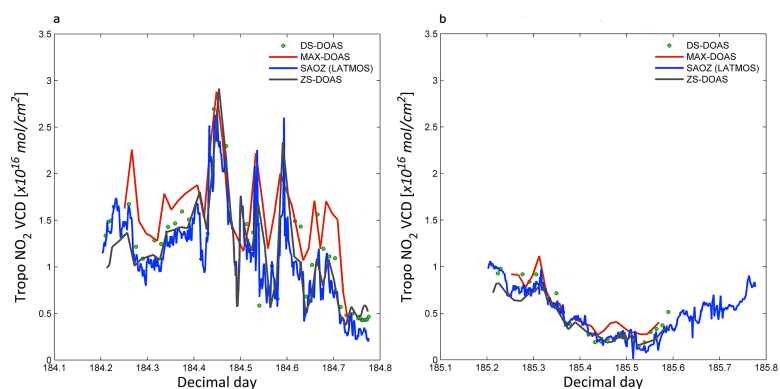 a
b
Tropo NO2 VCD [x10^16 mol/cm^2]
3.5
3
2.5
2
1.5
1
0.5
0
184.1
184.2
184.3
184.4
184.5
184.6
184.7
184.8
Decimal day
DS-DOAS
MAX-DOAS
SAOZ (LATMOS)
ZS-DOAS
Tropo NO2 VCD [x10^16 mol/cm^2]
3.5
3
2.5
2
1.5
1
0.5
0
185.1
185.2
185.3
185.4
185.5
185.6
185.7
185.8
Decimal day
DS-DOAS
MAX-DOAS
SAOZ (LATMOS)
ZS-DOAS